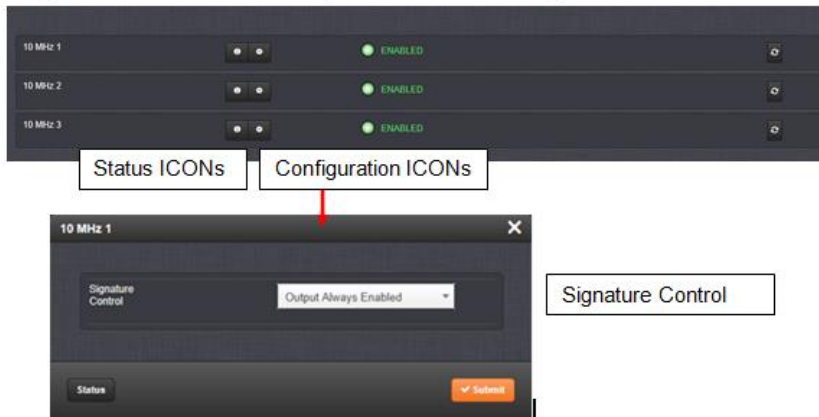 10 MHz 1 ENABLED
10 MHz 2 ENABLED
10 MHz 3 ENABLED
Status ICONs Configuration ICONs
10 MHz 1
Signature
Control
Output Always Enabled
Signature Control
Status Submit